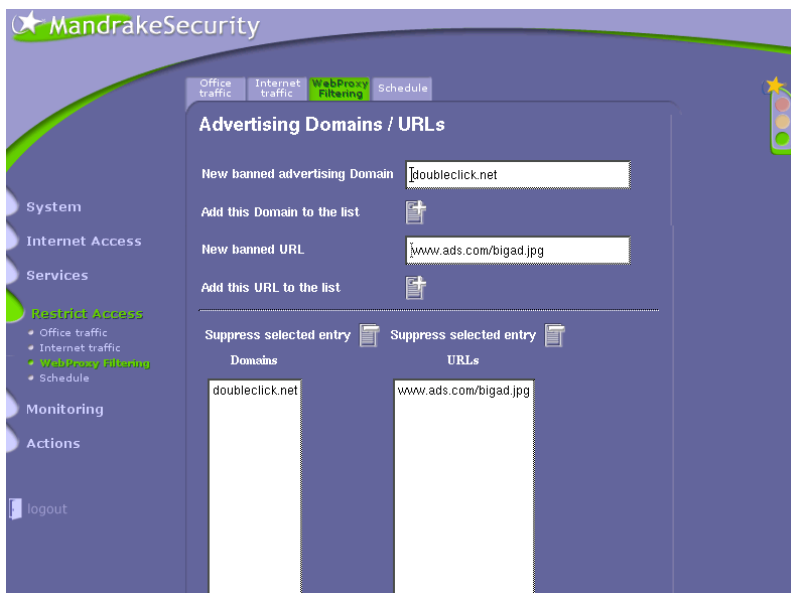 MandrakeSecurity
Office traffic
Internet traffic
WebProxy Filtering
Schedule
Advertising Domains / URLs
New banned advertising Domain
doubleclick.net
Add this Domain to the list
New banned URL
www.ads.com/bigad.jpg
Add this URL to the list
Suppress selected entry
Suppress selected entry
Domains
URLs
doubleclick.net
www.ads.com/bigad.jpg
System
Internet Access
Services
Restrict Access
Office traffic
Internet traffic
WebProxy Filtering
Schedule
Monitoring
Actions
logout